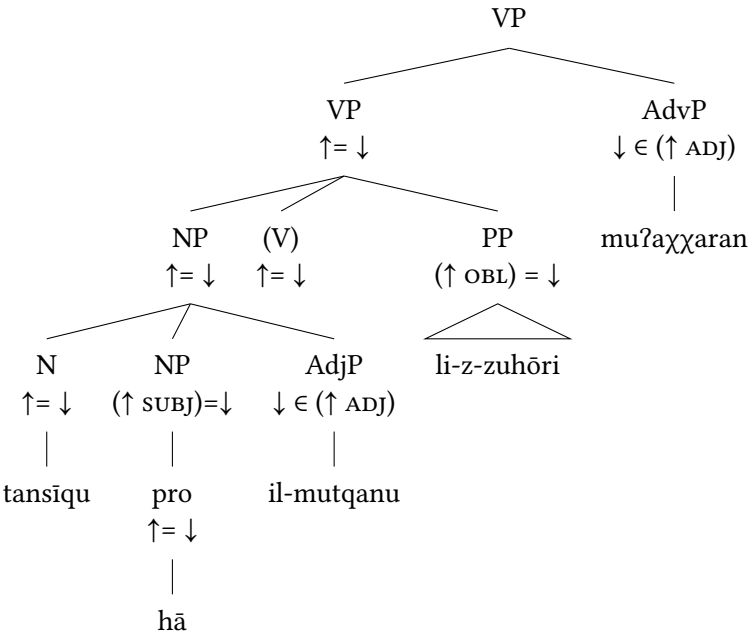 VP
VP AdvP
↑= ↓ ↓ ∈ (↑ ADJ)
NP (V) PP muʔaχχaran
↑= ↓ ↑= ↓ (↑ OBL) = ↓
N NP AdjP li-z-zuhōri
↑= ↓ (↑ SUBJ)=↓ ↓ ∈ (↑ ADJ)
tansīqu pro il-mutqanu
↑= ↓
hā